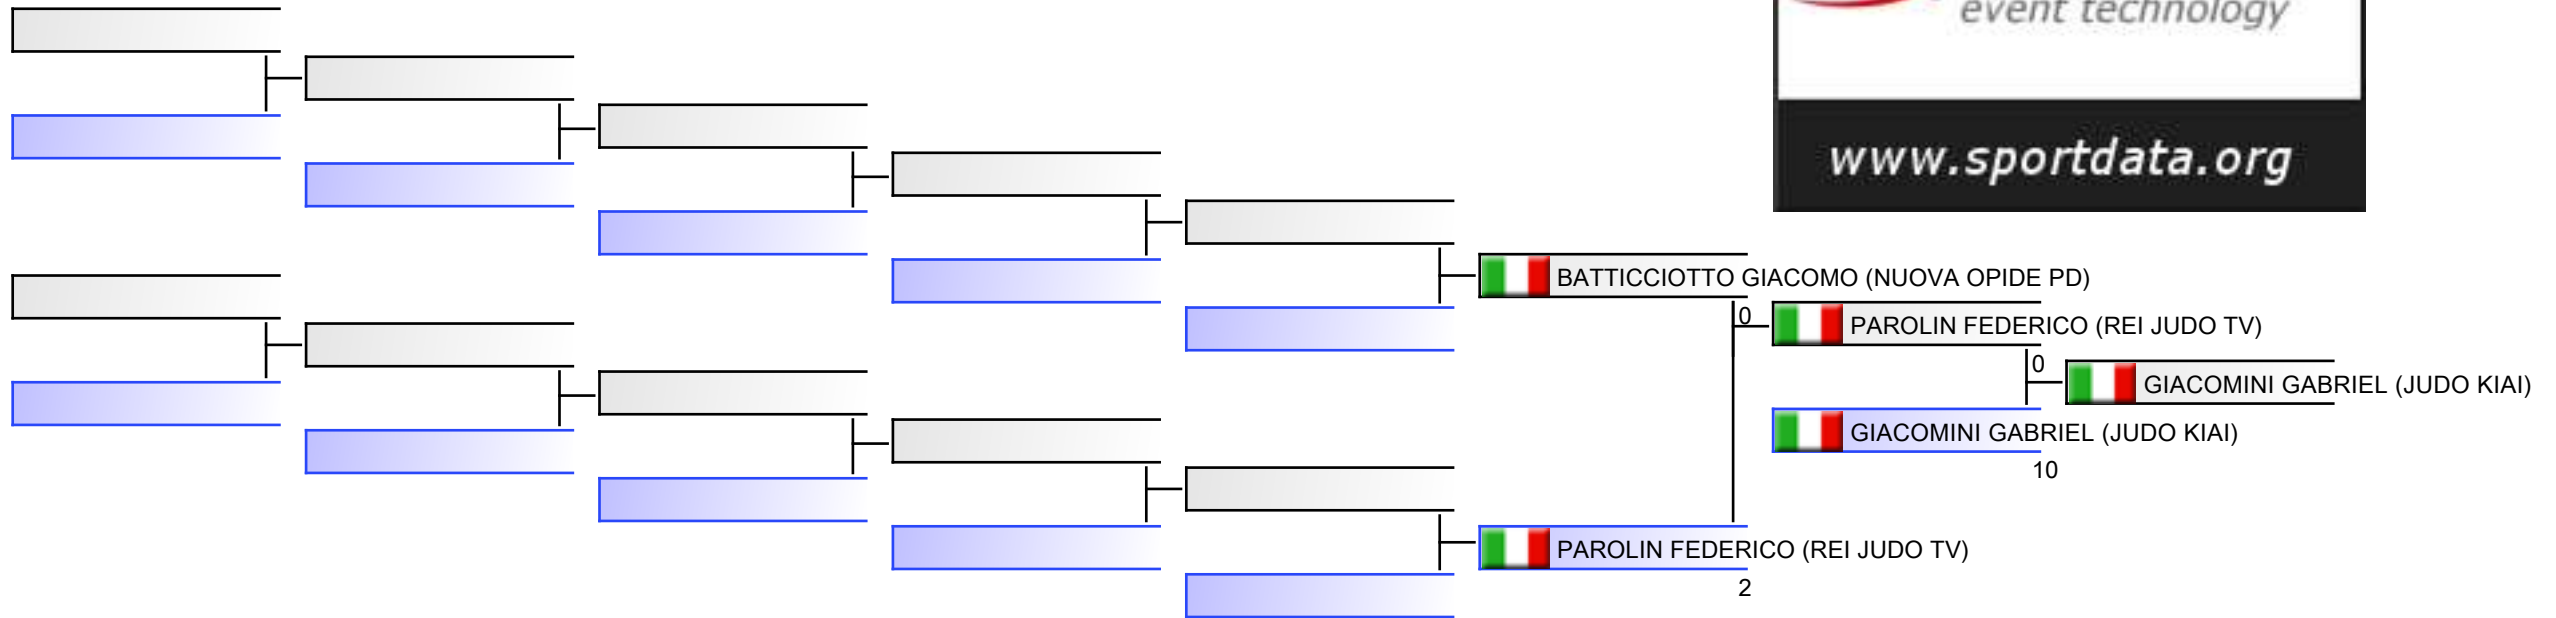 event technology
www.sportdata.org
BATTICCIOTTO GIACOMO (NUOVA OPIDE PD)
0
PAROLIN FEDERICO (REI JUDO TV)
0
GIACOMINI GABRIEL (JUDO KIAI)
GIACOMINI GABRIEL (JUDO KIAI)
10
PAROLIN FEDERICO (REI JUDO TV)
2